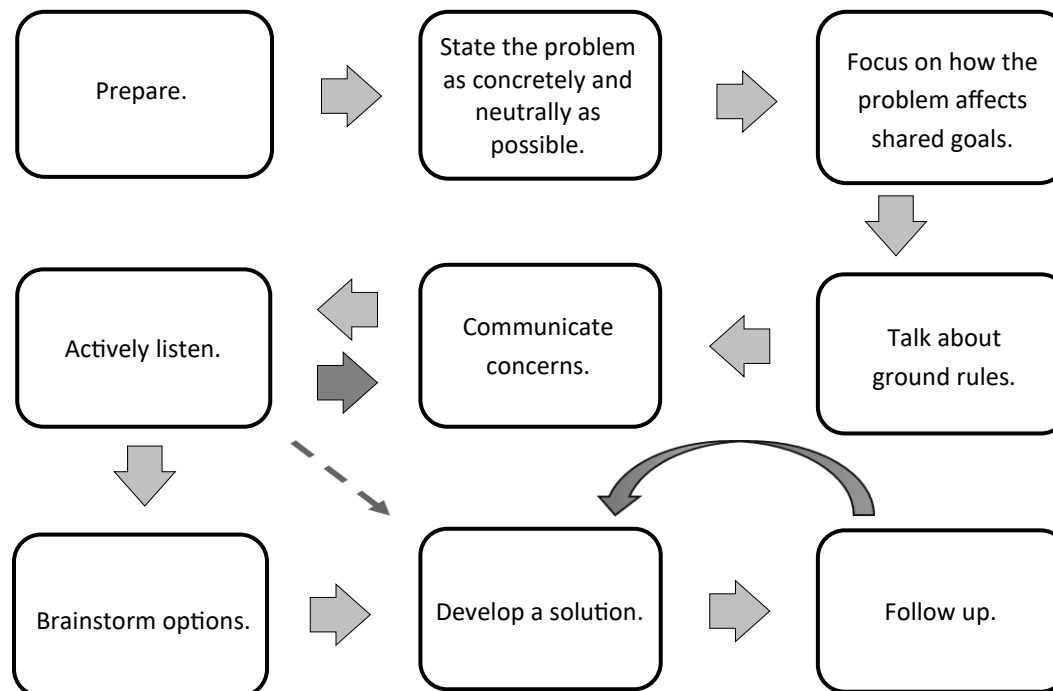 Prepare.
State the problem
as concretely and
neutrally as
possible.
Focus on how the
problem affects
shared goals.
Talk about
ground rules.
Communicate
concerns.
Actively listen.
Brainstorm options.
Develop a solution.
Follow up.